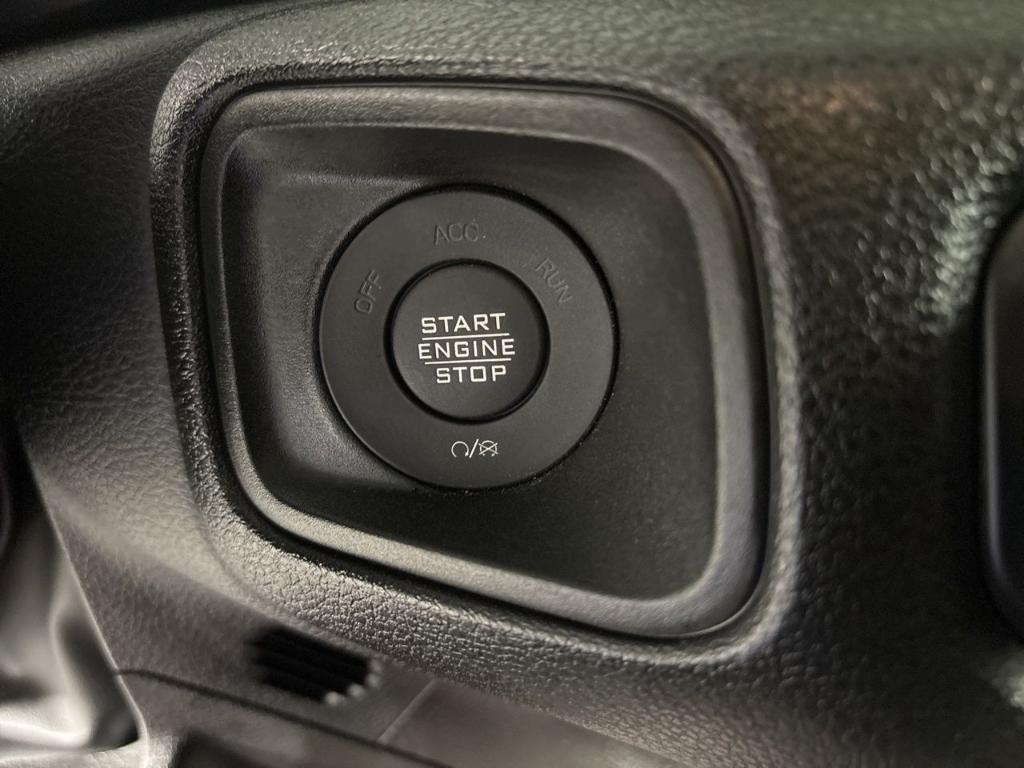 ACC
OFF
RUN
START
ENGINE
STOP